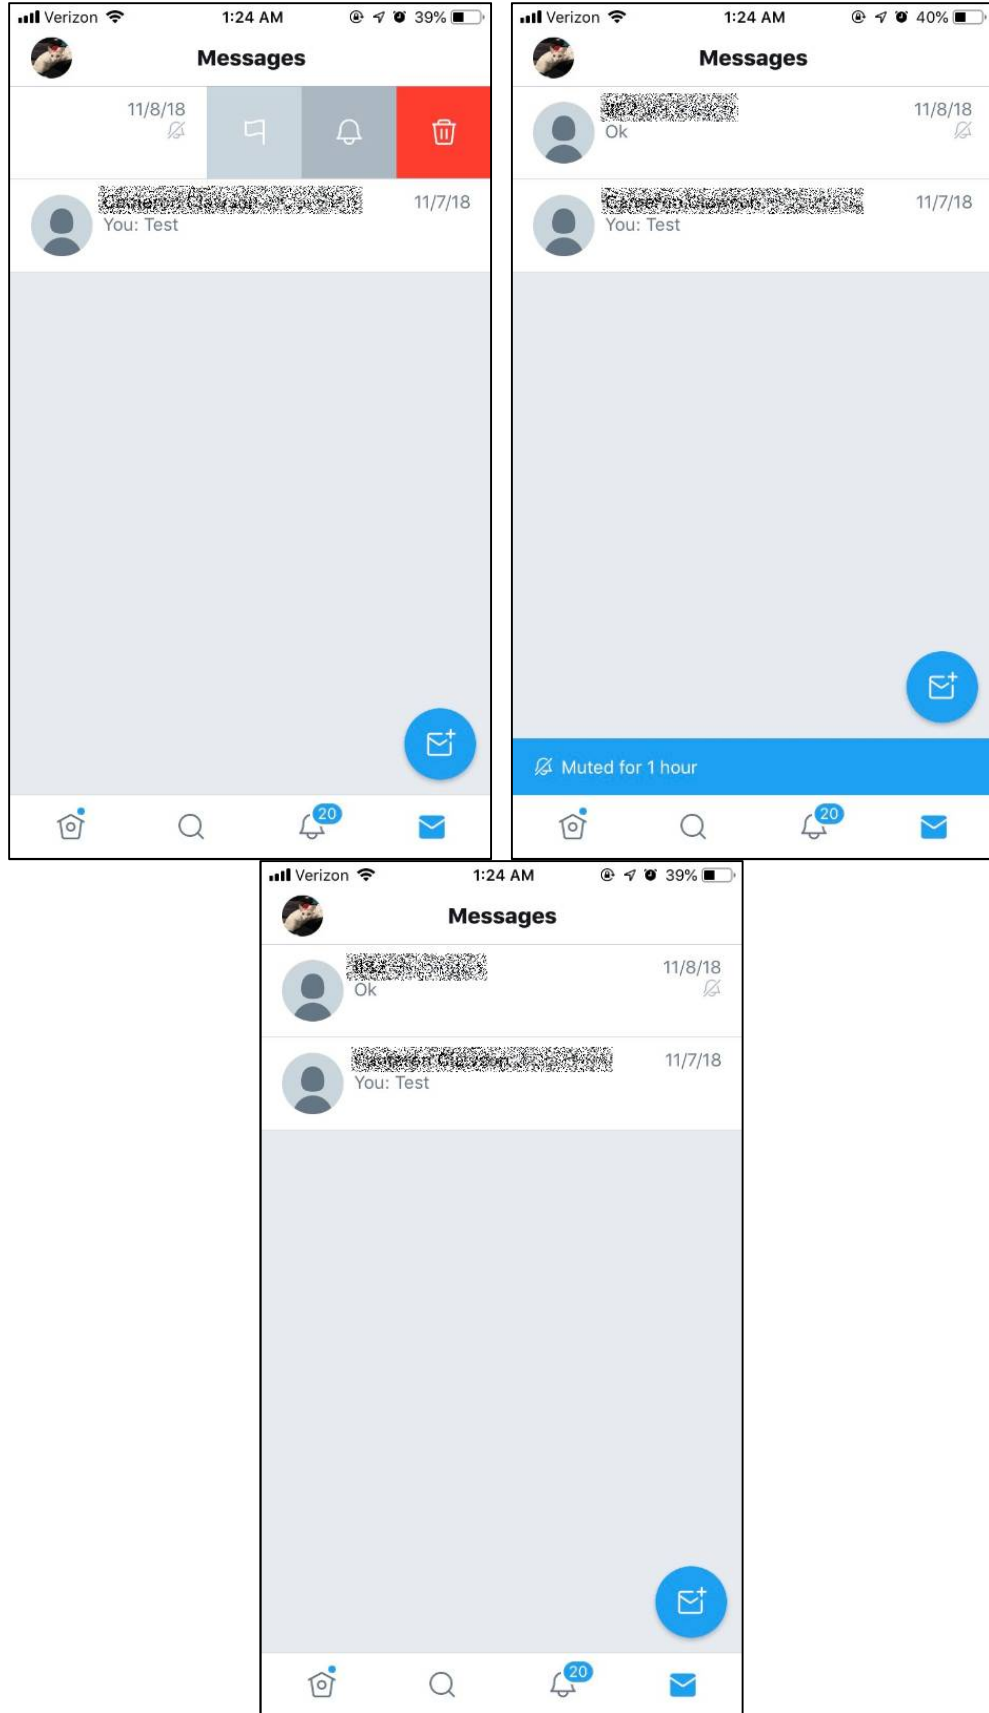 Verizon 1:24 AM 39%
Messages
11/8/18
11/7/18
You: Test
20
Verizon 1:24 AM 40%
Messages
11/8/18
Ok
11/7/18
You: Test
Muted for 1 hour
20
Verizon 1:24 AM 39%
Messages
11/8/18
Ok
11/7/18
You: Test
20